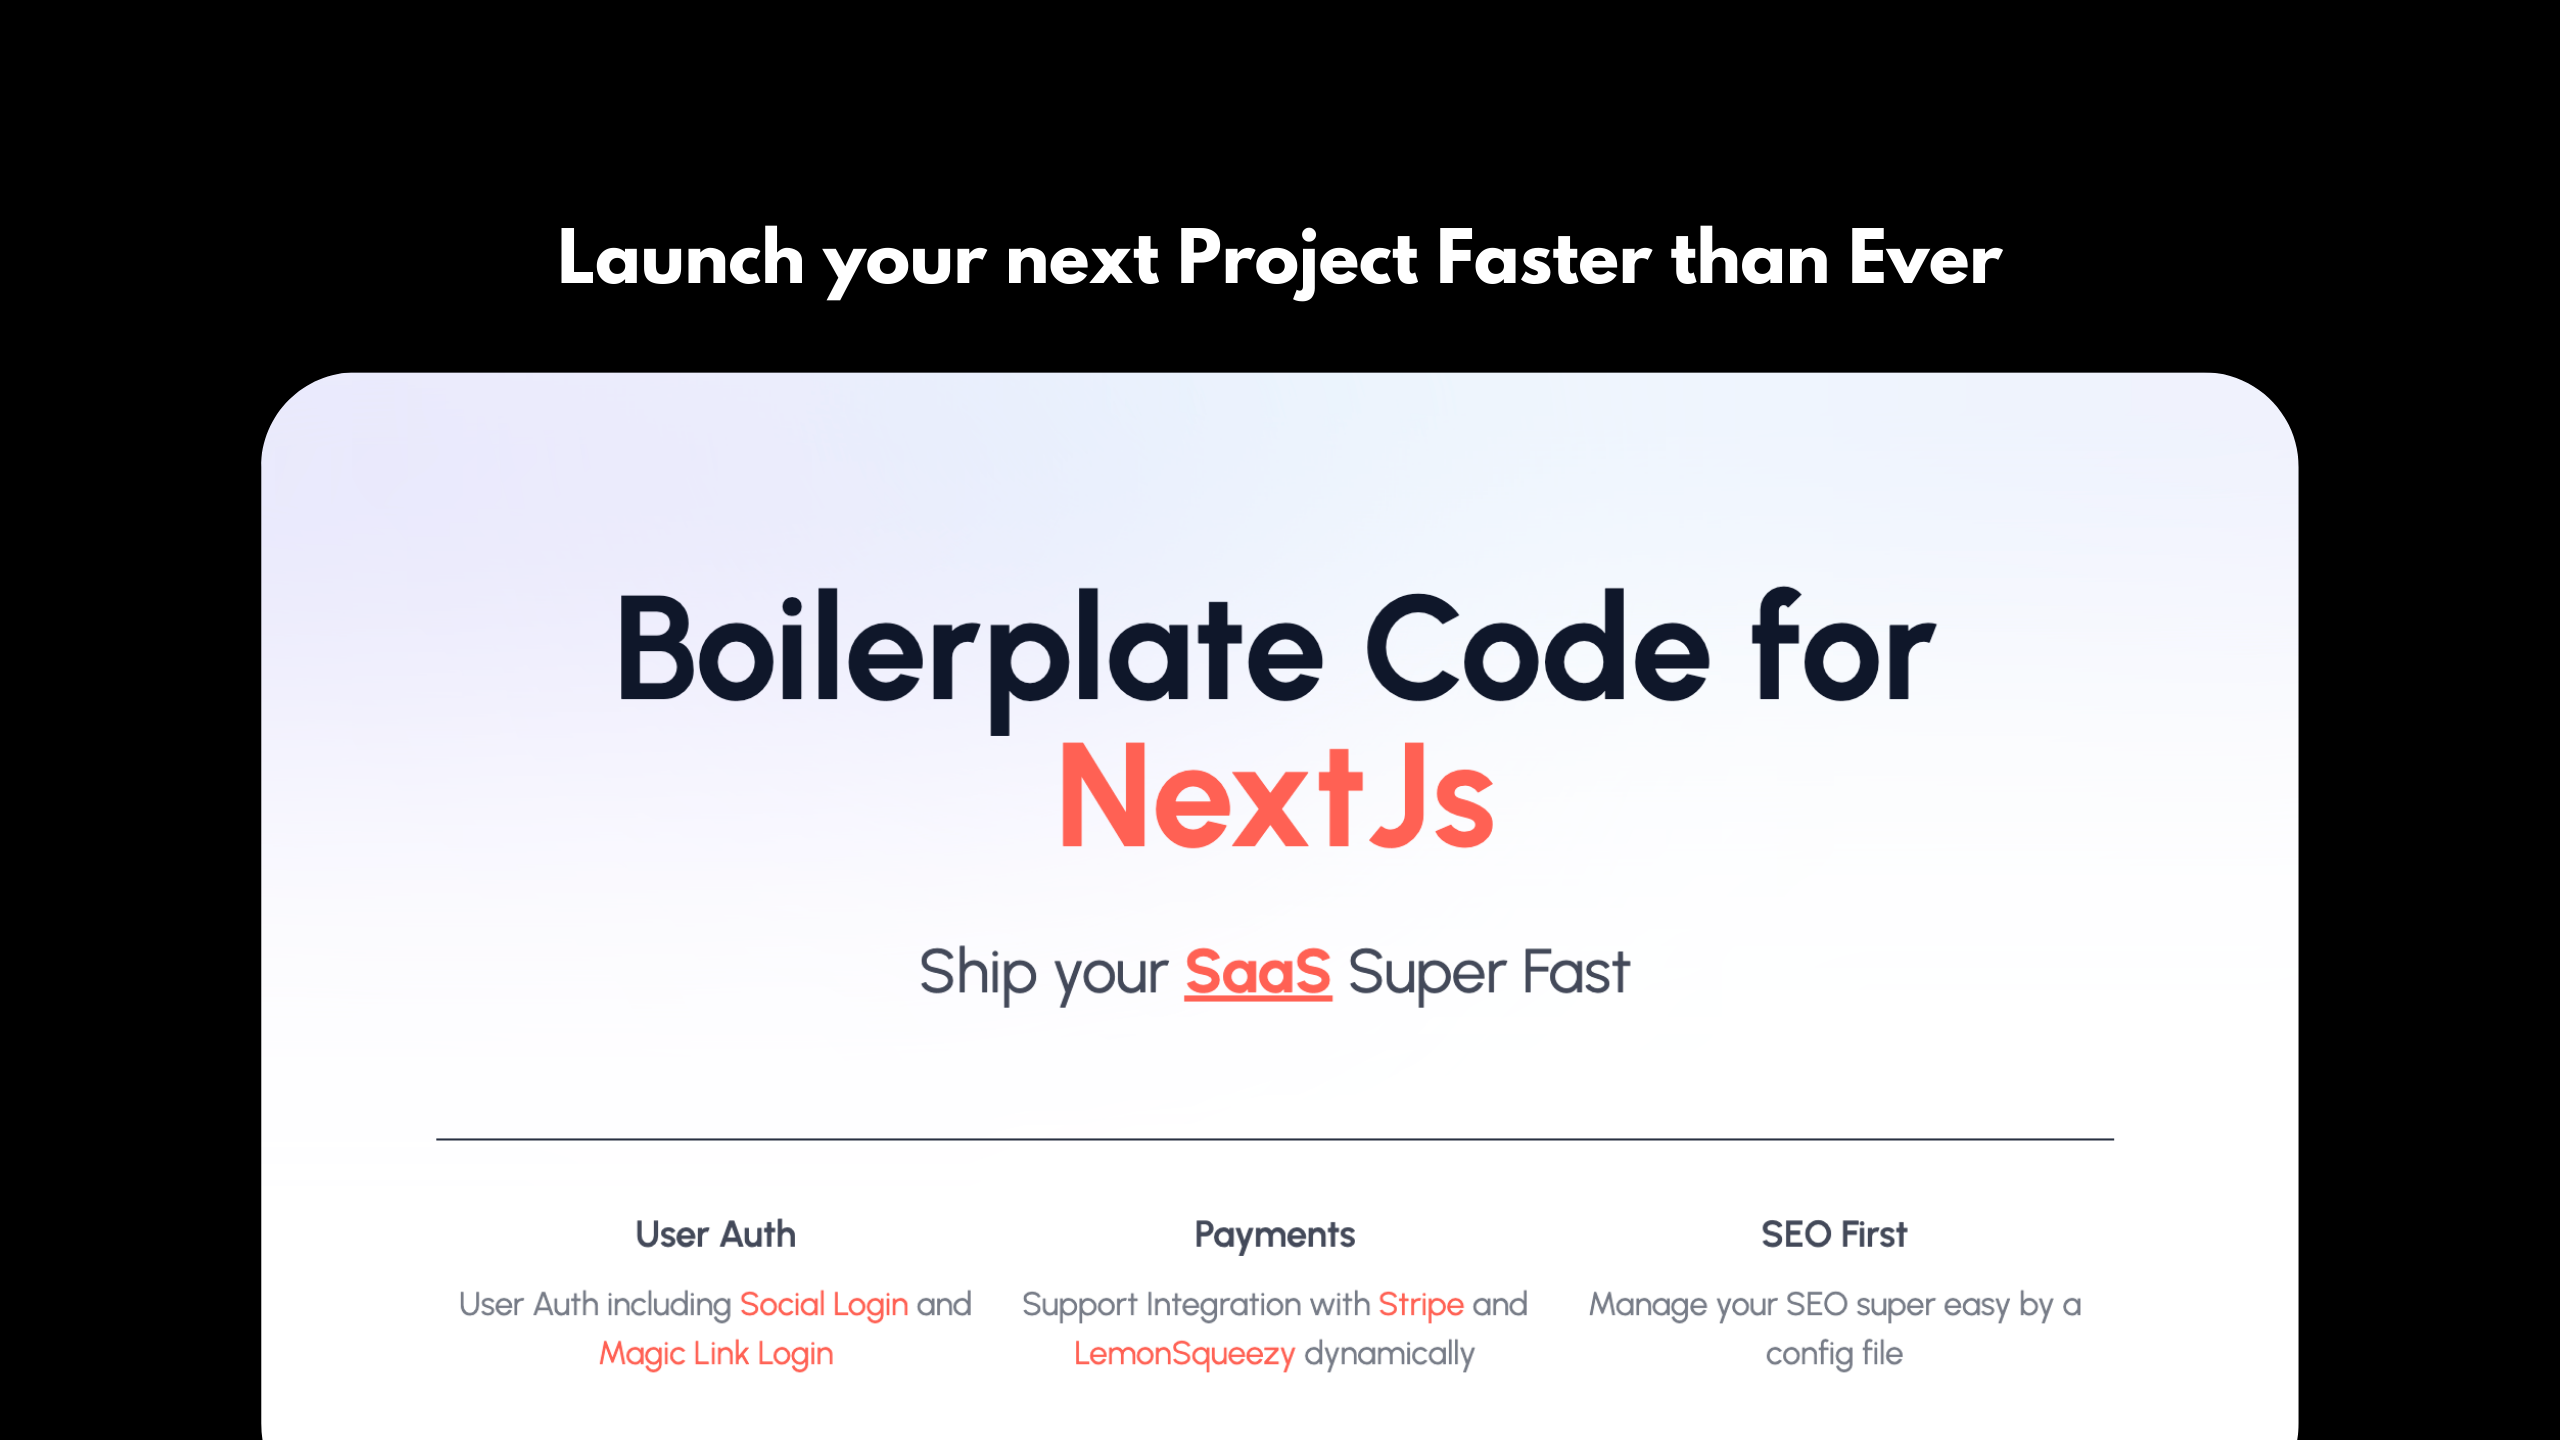 Launch your next Project Faster than Ever
Boilerplate Code for
NextJs
Ship your SaaS Super Fast
User Auth
User Auth including Social Login and
Magic Link Login
Payments
Support Integration with Stripe and
LemonSqueezy dynamically
SEO First
Manage your SEO super easy by a
config file